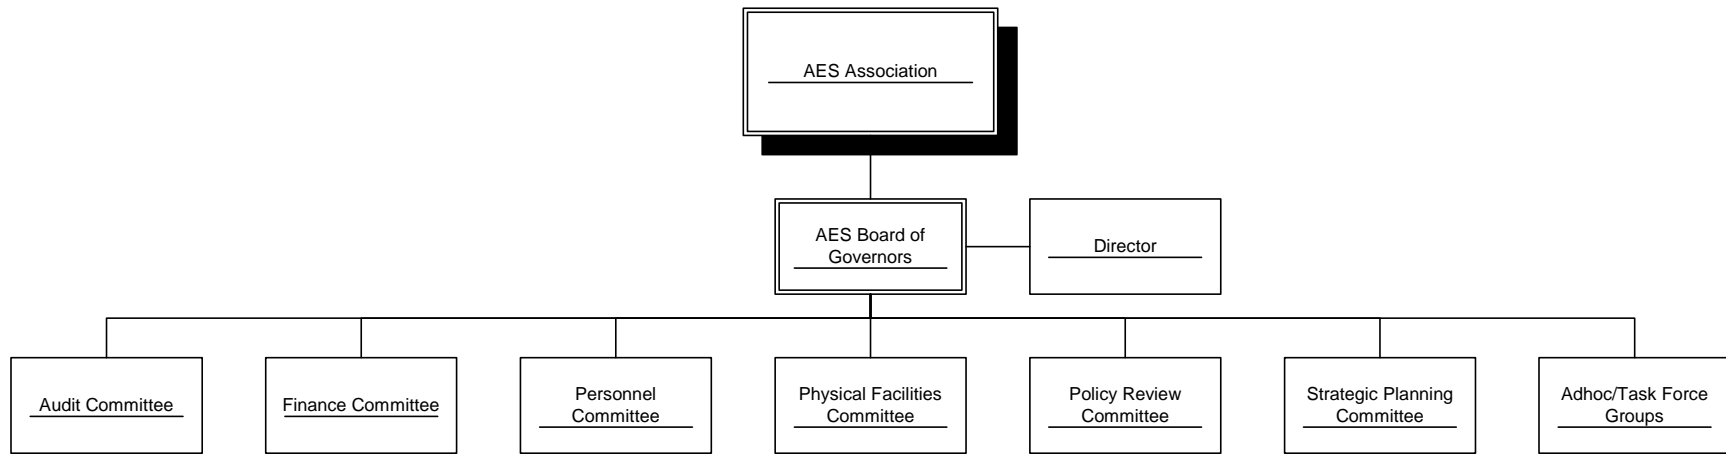 AES Association
AES Board of
Governors
Director
Audit Committee
Finance Committee
Personnel
Committee
Physical Facilities
Committee
Policy Review
Committee
Strategic Planning
Committee
Adhoc/Task Force
Groups